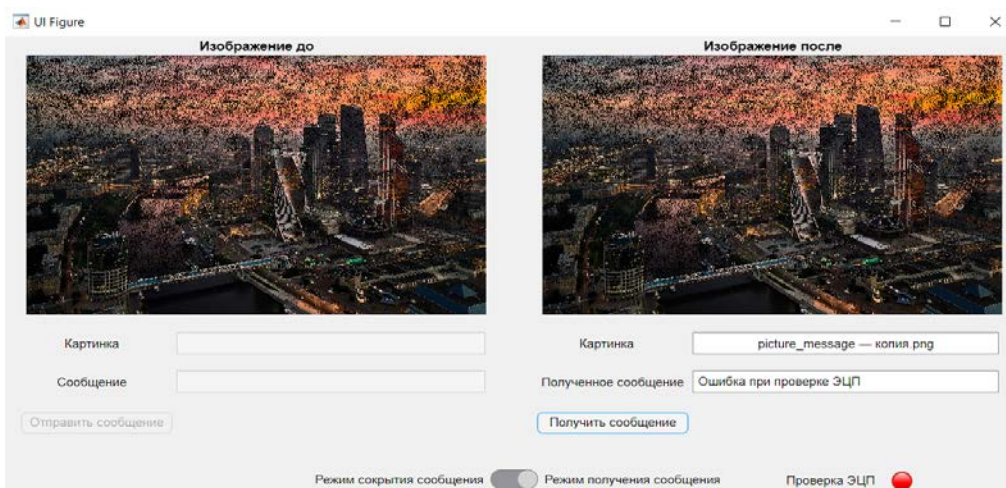 UI Figure
Изображение до
Изображение после
Картинка
Сообщение
Отправить сообщение
Картинка
picture_message — копия.png
Полученное сообщение
Ошибка при проверке ЭЦП
Получить сообщение
Режим сокрытия сообщения
Режим получения сообщения
Проверка ЭЦП